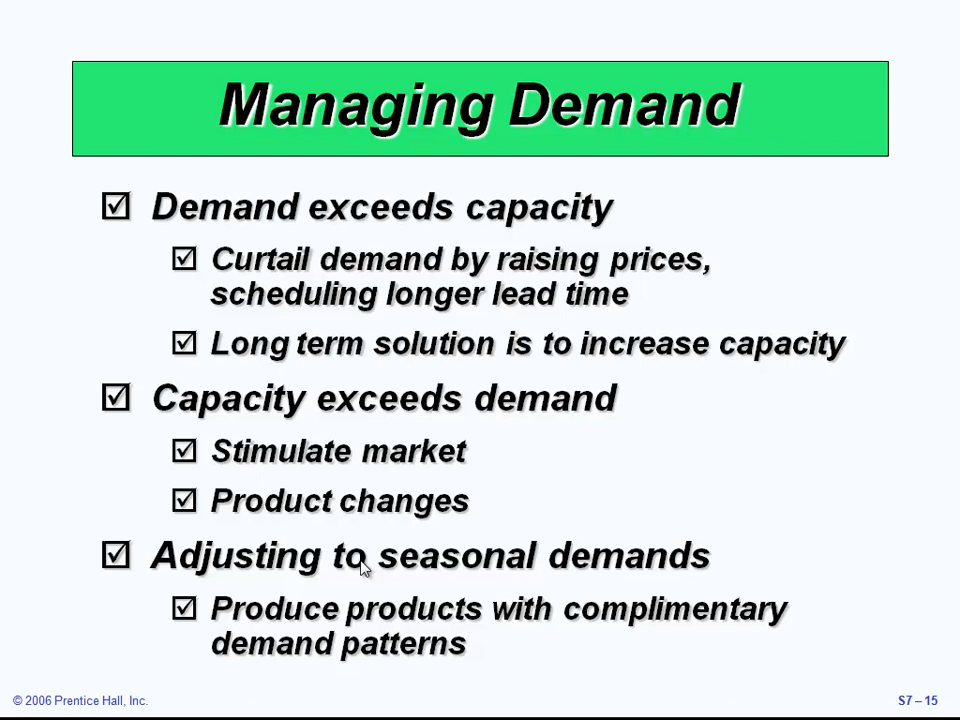 Managing Demand
Demand exceeds capacity
Curtail demand by raising prices,
scheduling longer lead time
Long term solution is to increase capacity
Capacity exceeds demand
Stimulate market
Product changes
Adjusting to seasonal demands
Produce products with complimentary
demand patterns
© 2006 Prentice Hall, Inc.
S7 – 15